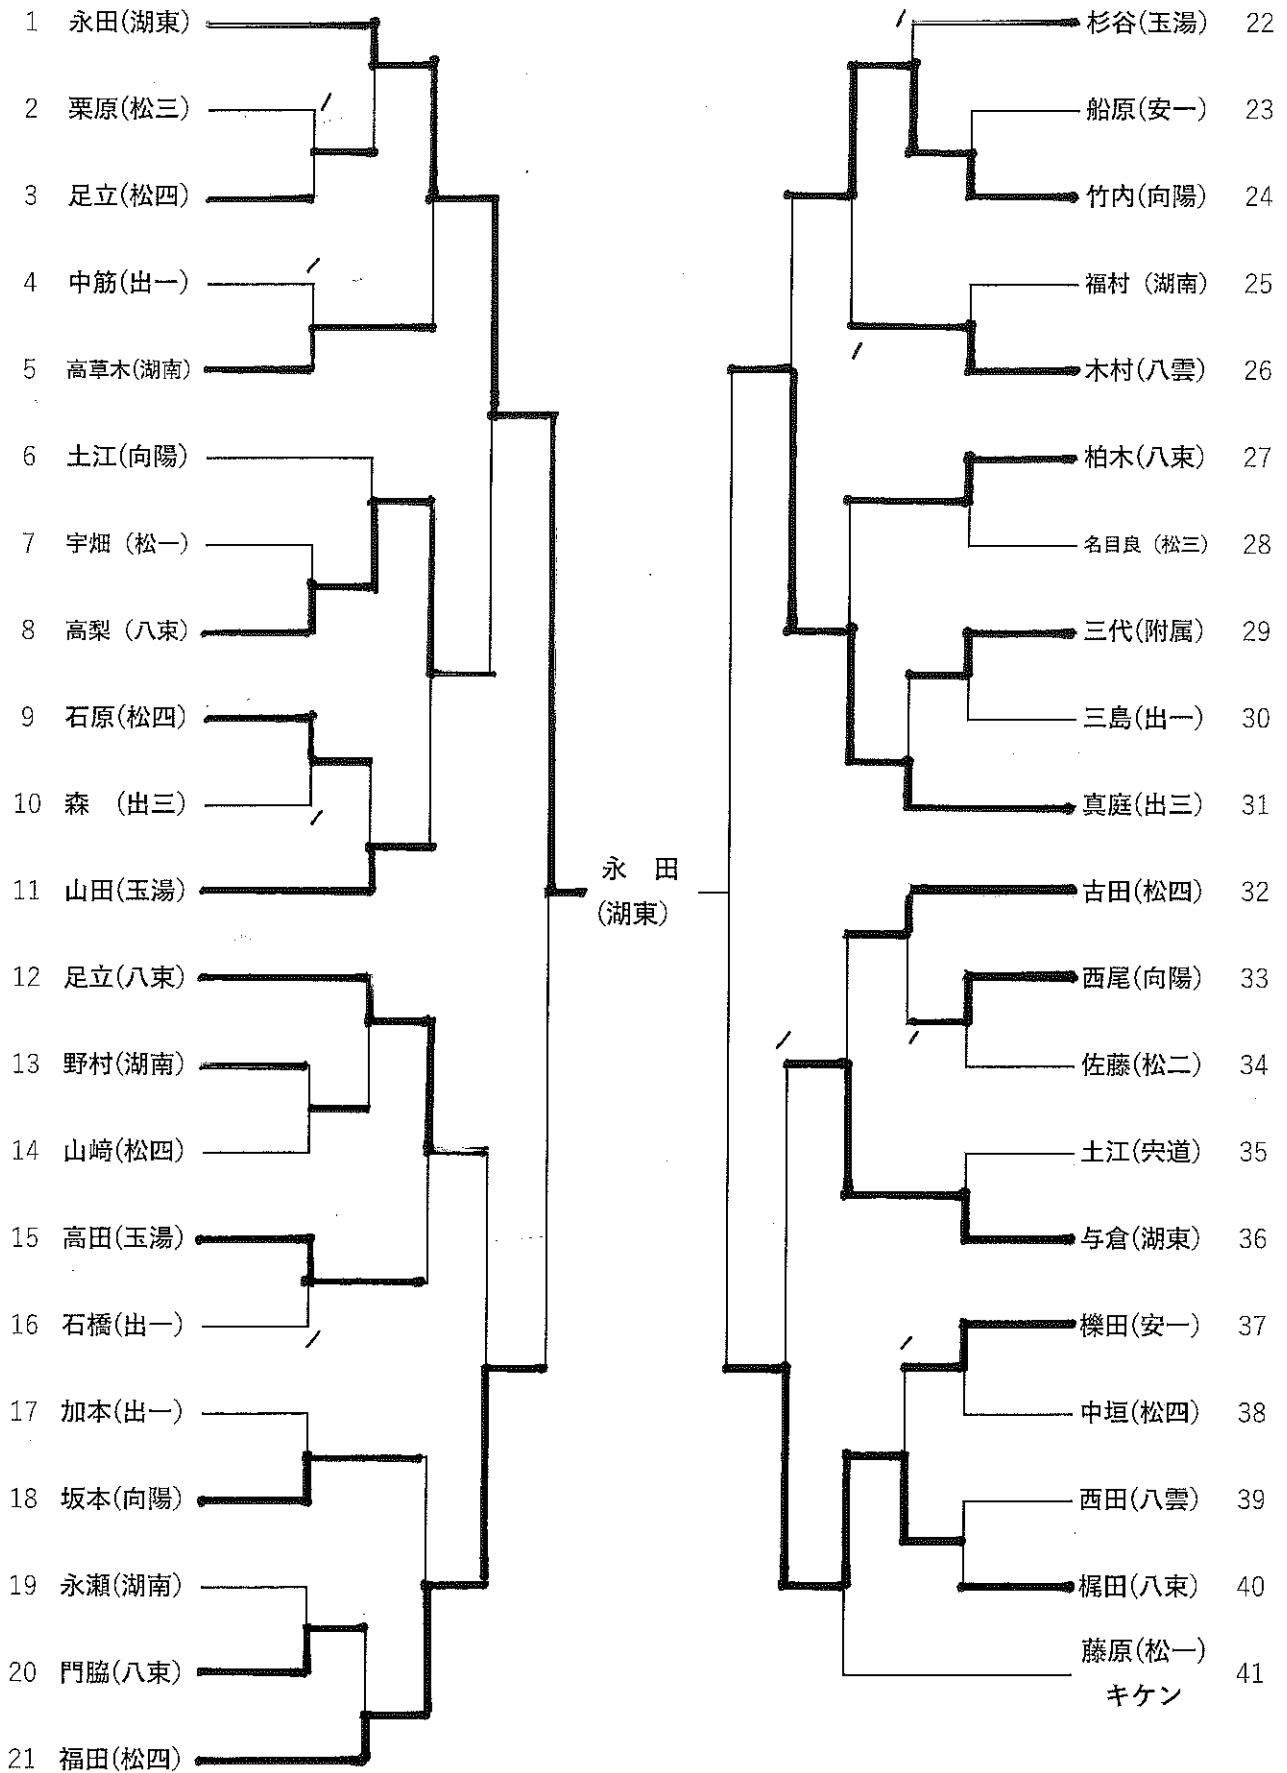 1 永田(湖東)
2 栗原(松三)
3 足立(松四)
4 中筋(出一)
5 高草木(湖南)
6 土江(向陽)
7 宇畑 (松一)
8 高梨 (八束)
9 石原(松四)
10 森 (出三)
11 山田(玉湯)
12 足立(八束)
13 野村(湖南)
14 山﨑(松四)
15 高田(玉湯)
16 石橋(出一)
17 加本(出一)
18 坂本(向陽)
19 永瀬(湖南)
20 門脇(八束)
21 福田(松四)
永 田
(湖東)
杉谷(玉湯) 22
船原(安一) 23
竹内(向陽) 24
福村 (湖南) 25
木村(八雲) 26
柏木(八束) 27
名目良 (松三) 28
三代(附属) 29
三島(出一) 30
真庭(出三) 31
古田(松四) 32
西尾(向陽) 33
佐藤(松二) 34
土江(宍道) 35
与倉(湖東) 36
櫟田(安一) 37
中垣(松四) 38
西田(八雲) 39
梶田(八束) 40
藤原(松一) 41
キケン